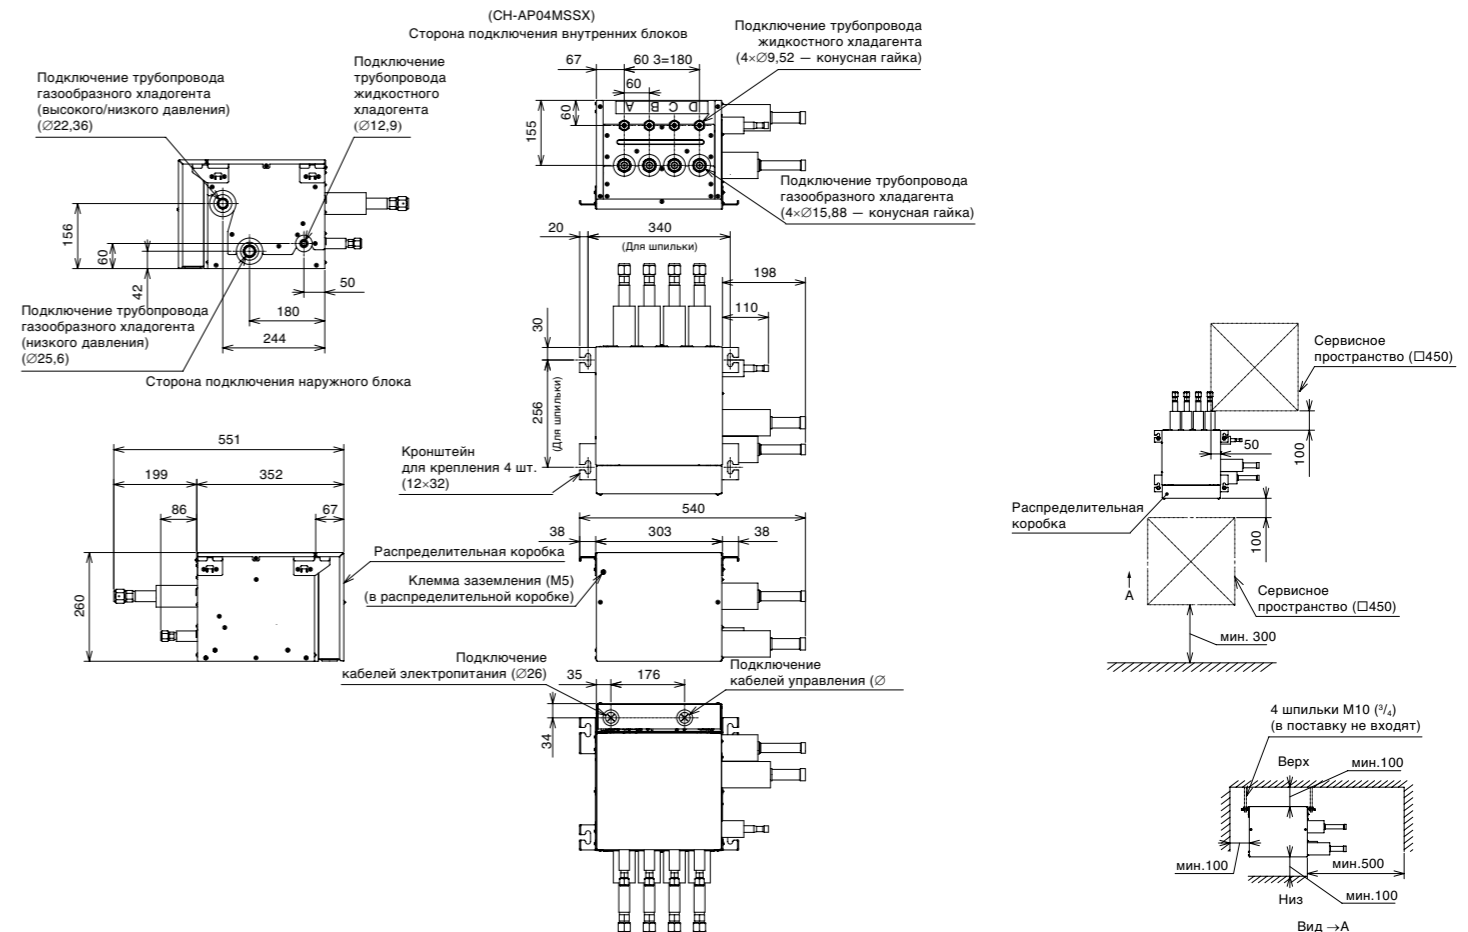 (CH-AP04MSSX)
Сторона подключения внутренних блоков
Подключение трубопровода
газообразного хладогента
(высокого/низкого давления)
(∅22,36)
Подключение
трубопровода
жидкостного
хладогента
(∅12,9)
67
60 3=180
60
Подключение трубопровода
жидкостного хладагента
(4×∅9,52 — конусная гайка)
A B C D
60
155
Подключение трубопровода
газообразного хладагента
(4×∅15,88 — конусная гайка)
156
60
42
50
180
244
Подключение трубопровода
газообразного хладогента
(низкого давления)
(∅25,6)
Сторона подключения наружного блока
20
340
(Для шпильки)
198
110
30
256
(Для шпильки)
Кронштейн
для крепления 4 шт.
(12×32)
551
199
352
86
67
260
540
38
303
38
Распределительная коробка
Клемма заземления (М5)
(в распределительной коробке)
Подключение
кабелей электропитания (∅26)
35
176
34
Подключение
кабелей управления (∅
Сервисное
пространство (□450)
50
100
Распределительная
коробка
100
А
Сервисное
пространство (□450)
мин. 300
4 шпильки М10 (³/₄)
(в поставку не входят)
Верх
мин.100
мин.100
мин.500
мин.100
Низ
Вид →А